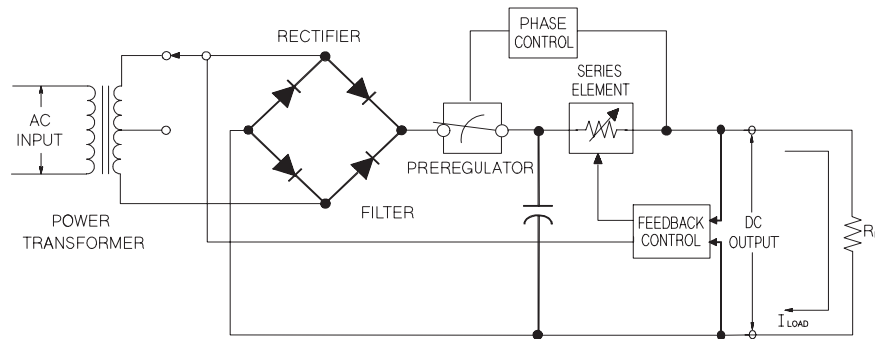 PHASE
CONTROL
RECTIFIER
SERIES
ELEMENT
AC
INPUT
PREREGULATOR
FILTER
POWER
TRANSFORMER
FEEDBACK
CONTROL
DC
OUTPUT
R
I LOAD